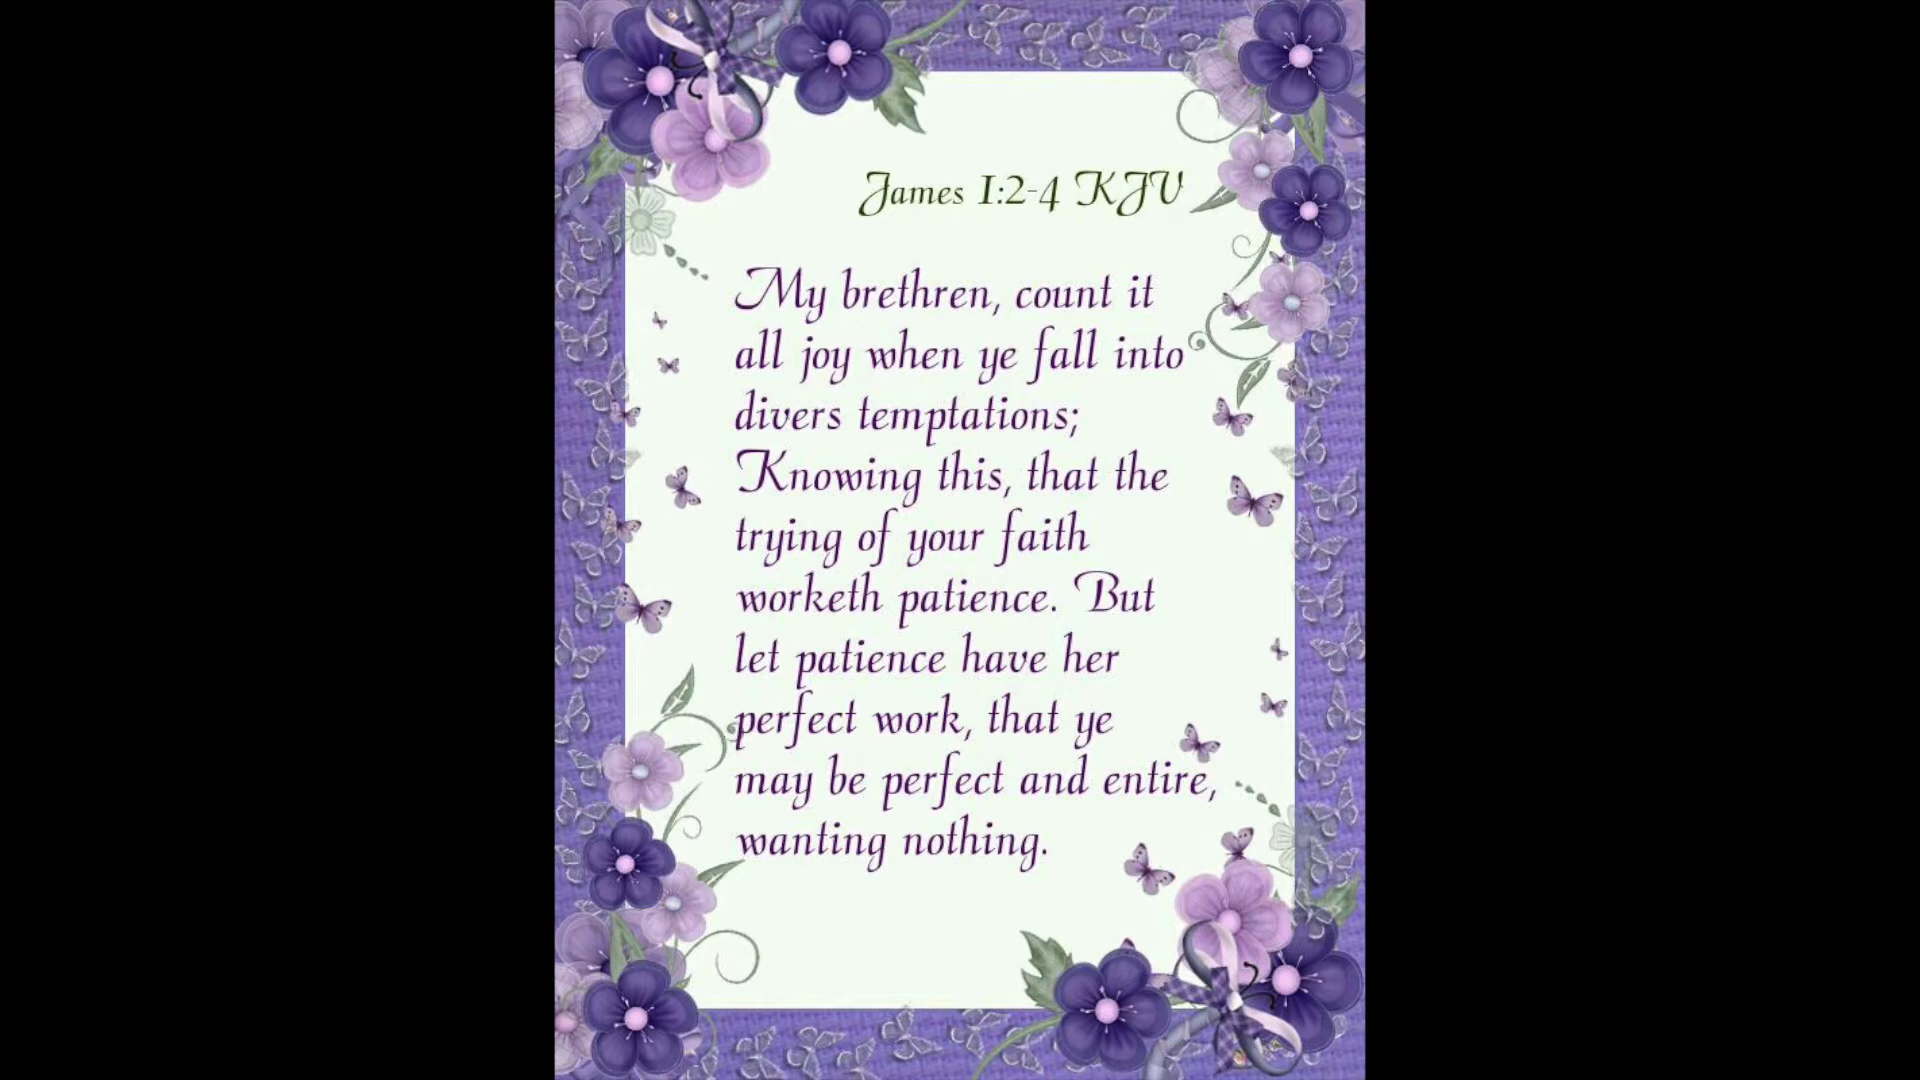 James 1:2-4 KJV
My brethren, count it
all joy when ye fall into
divers temptations;
Knowing this, that the
trying of your faith
worketh patience. But
let patience have her
perfect work, that ye
may be perfect and entire,
wanting nothing.